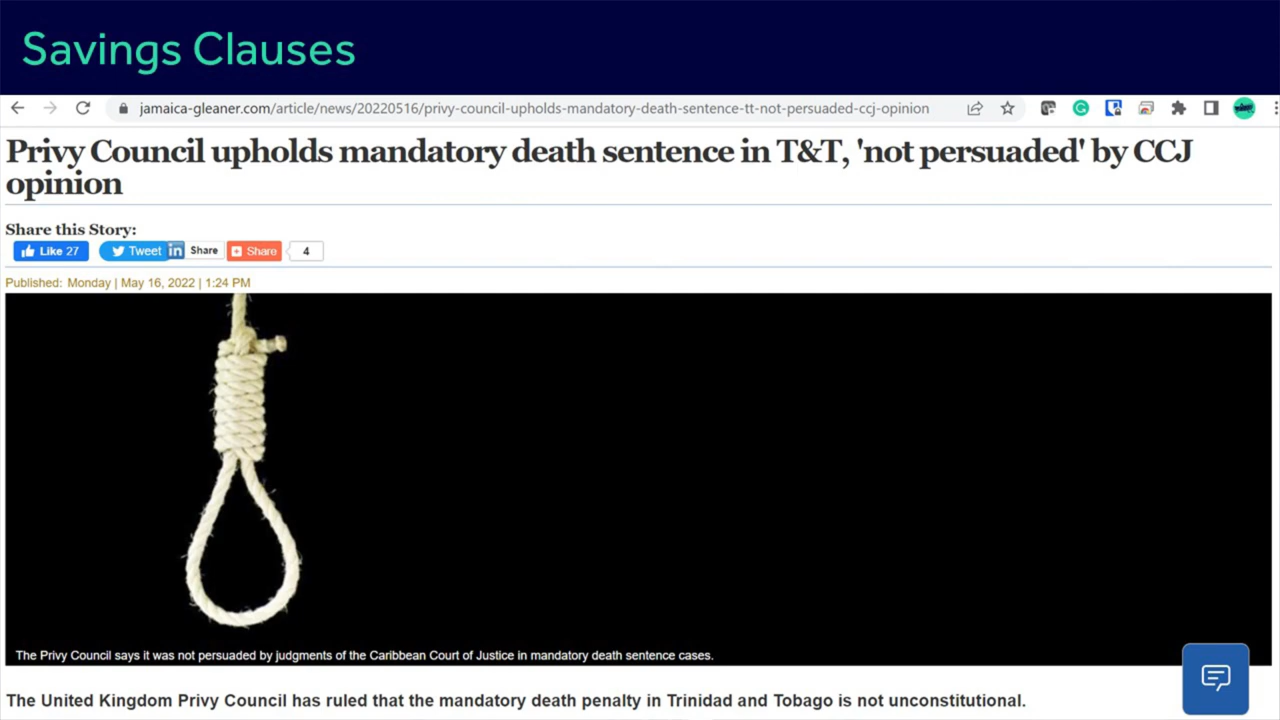 Savings Clauses
jamaica-gleaner.com/article/news/20220516/privy-council-upholds-mandatory-death-sentence-tt-not-persuaded-ccj-opinion
Privy Council upholds mandatory death sentence in T&T, 'not persuaded' by CCJ
opinion
Share this Story:
Like 27 Tweet in Share Share 4
Published: Monday | May 16, 2022 | 1:24 PM
The Privy Council says it was not persuaded by judgments of the Caribbean Court of Justice in mandatory death sentence cases.
The United Kingdom Privy Council has ruled that the mandatory death penalty in Trinidad and Tobago is not unconstitutional.